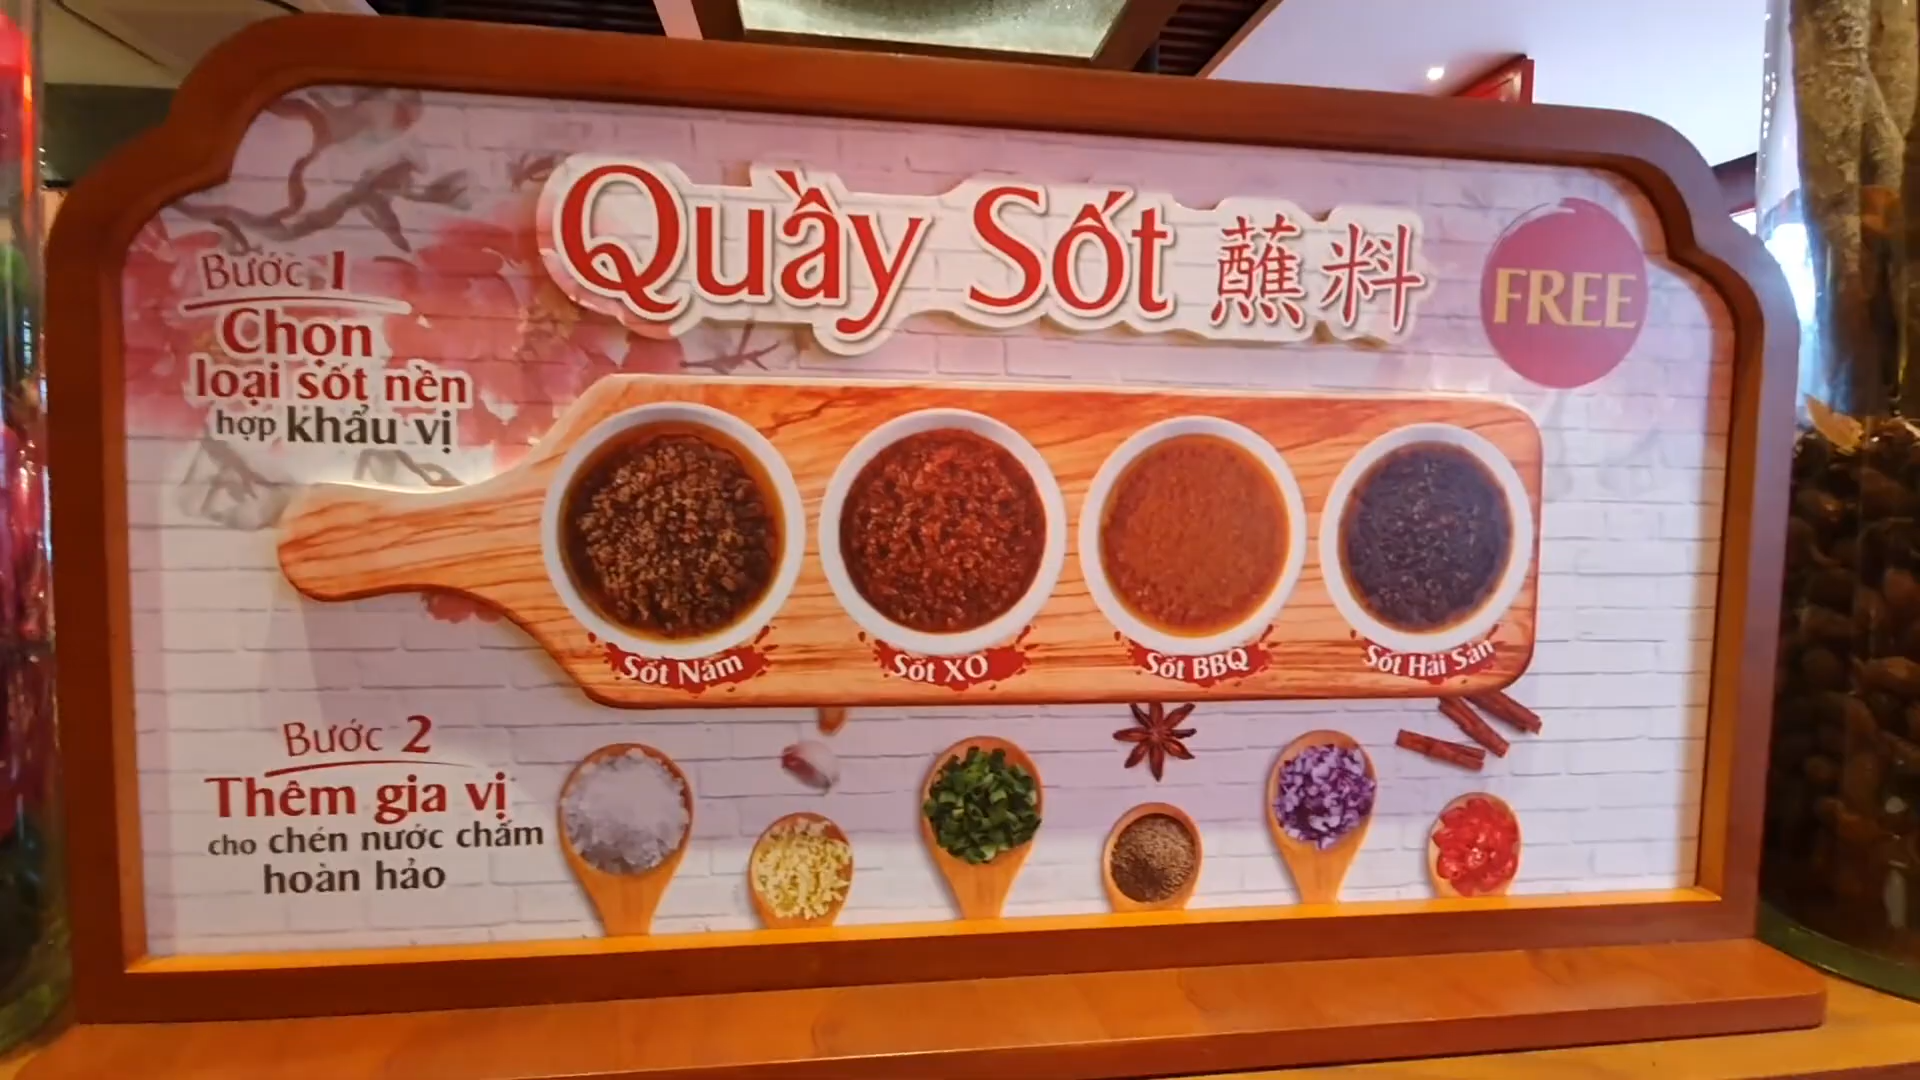 Quầy Sốt 蘸料
FREE
Bước 1
Chọn
loại sốt nền
hợp khẩu vị
Sốt Nấm
Sốt XO
Sốt BBQ
Sốt Hải Sản
Bước 2
Thêm gia vị
cho chén nước chấm
hoàn hảo